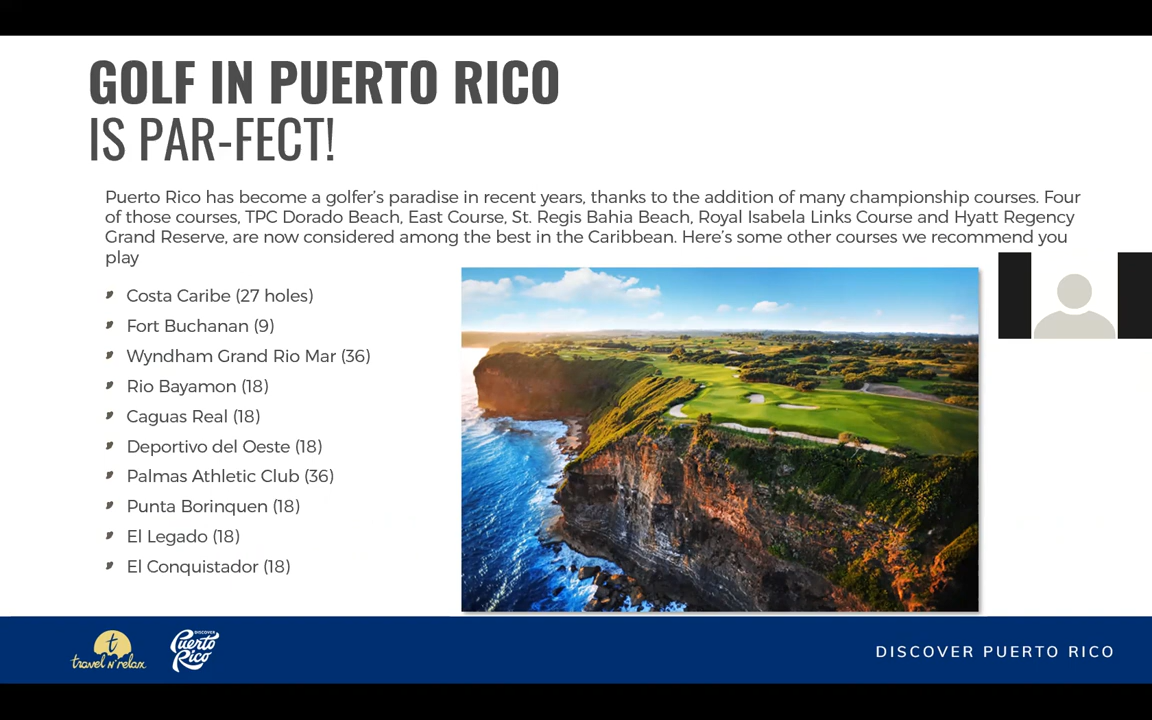 GOLF IN PUERTO RICO
IS PAR-FECT!
Puerto Rico has become a golfer's paradise in recent years, thanks to the addition of many championship courses. Four
of those courses, TPC Dorado Beach, East Course, St. Regis Bahia Beach, Royal Isabela Links Course and Hyatt Regency
Grand Reserve, are now considered among the best in the Caribbean. Here's some other courses we recommend you
play
Costa Caribe (27 holes)
Fort Buchanan (9)
Wyndham Grand Rio Mar (36)
Rio Bayamon (18)
Caguas Real (18)
Deportivo del Oeste (18)
Palmas Athletic Club (36)
Punta Borinquen (18)
El Legado (18)
El Conquistador (18)
t
travel N' relax
DISCOVER
Puerto
Rico
DISCOVER PUERTO RICO